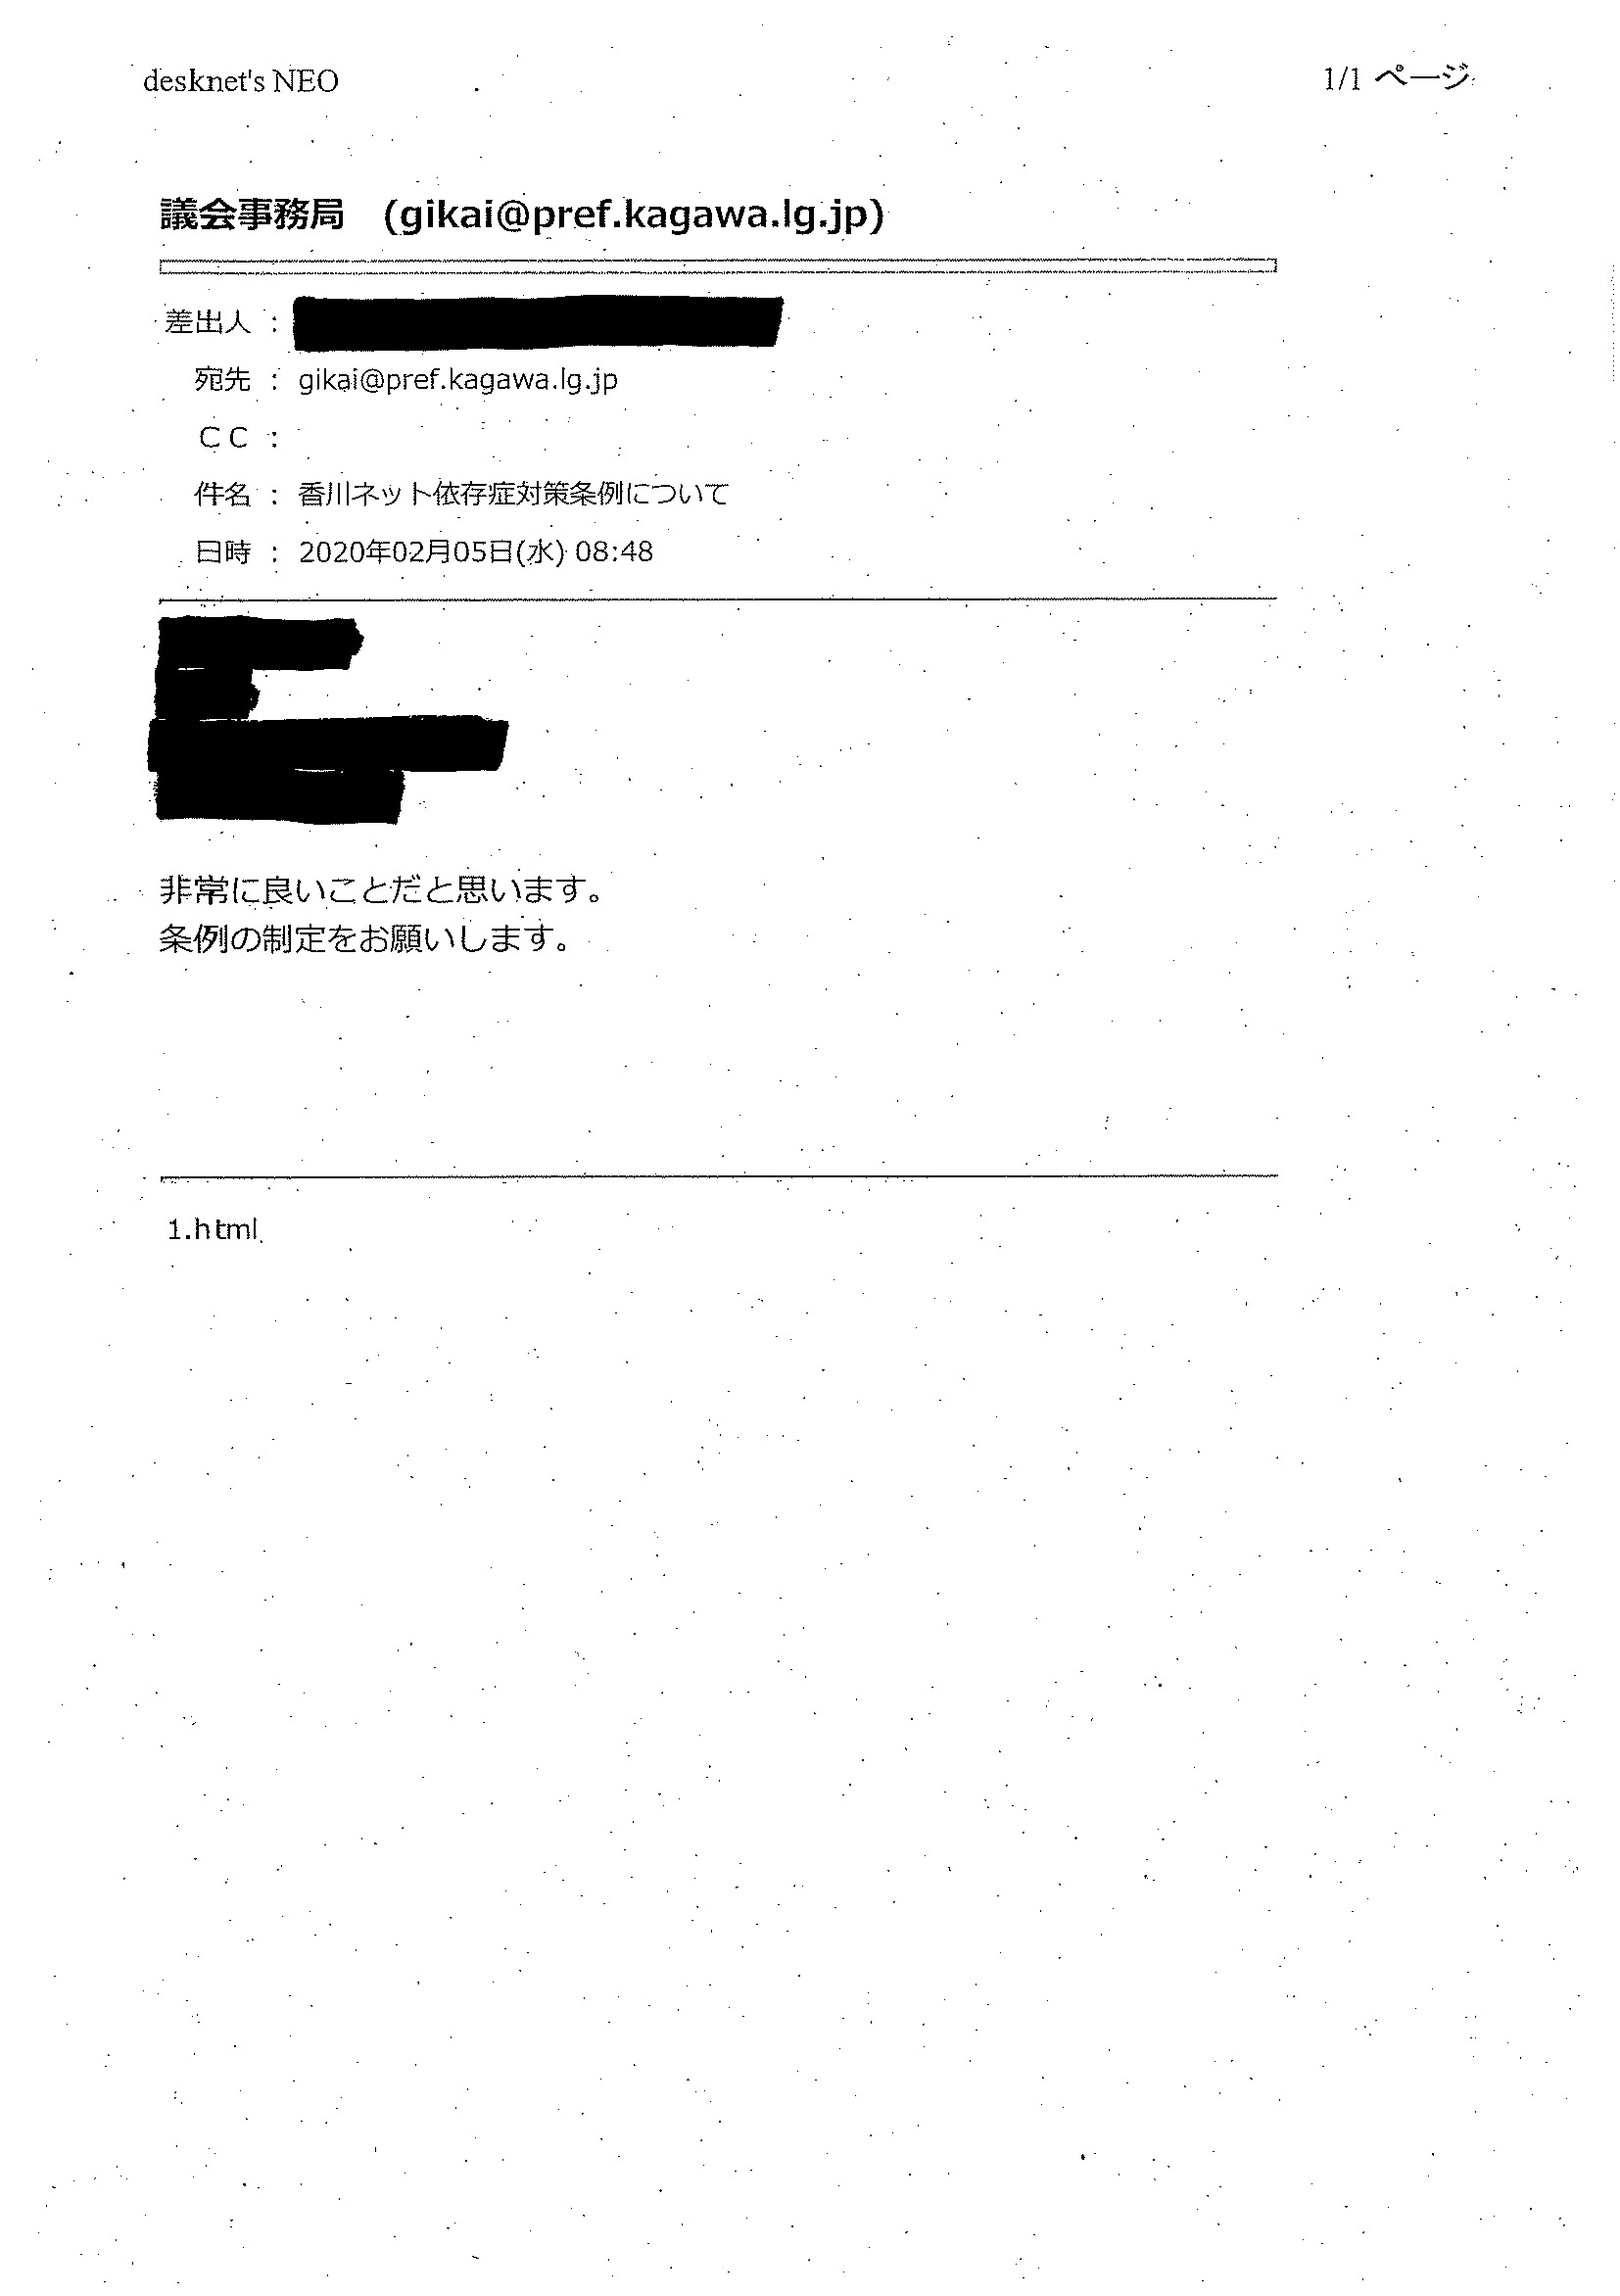 desknet's NEO
1/1 ページ
議会事務局　(gikai@pref.kagawa.lg.jp)
差出人 :
宛先 : gikai@pref.kagawa.lg.jp
ＣＣ :
件名 : 香川ネット依存症対策条例について
日時 : 2020年02月05日(水) 08:48
非常に良いことだと思います。
条例の制定をお願いします。
1.html